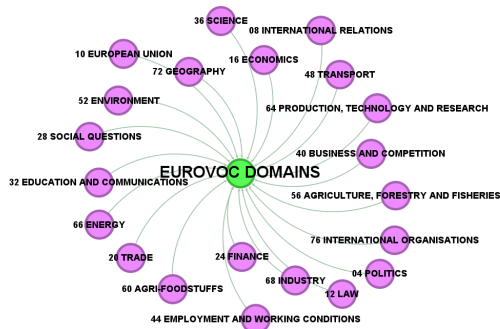 36 SCIENCE
08 INTERNATIONAL RELATIONS
10 EUROPEAN UNION
16 ECONOMICS
72 GEOGRAPHY
48 TRANSPORT
52 ENVIRONMENT
64 PRODUCTION, TECHNOLOGY AND RESEARCH
28 SOCIAL QUESTIONS
40 BUSINESS AND COMPETITION
EUROVOC DOMAINS
32 EDUCATION AND COMMUNICATIONS
56 AGRICULTURE, FORESTRY AND FISHERIES
66 ENERGY
76 INTERNATIONAL ORGANISATIONS
20 TRADE
24 FINANCE
04 POLITICS
68 INDUSTRY
60 AGRI-FOODSTUFFS
12 LAW
44 EMPLOYMENT AND WORKING CONDITIONS